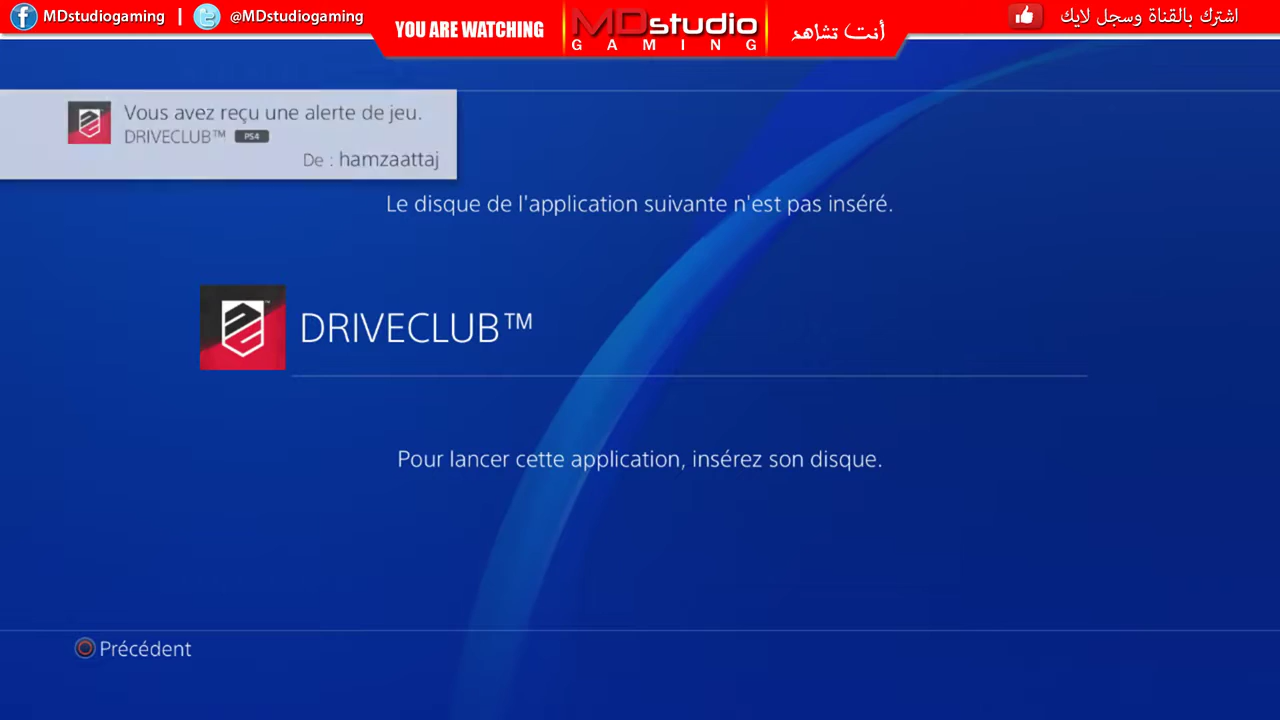 MDstudiogaming | @MDstudiogaming
YOU ARE WATCHING
MDstudio
GAMING
أنت تشاهد
اشترك بالقناة وسجل لايك
Vous avez reçu une alerte de jeu.
DRIVECLUB™ PS4
De : hamzaattaj
Le disque de l'application suivante n'est pas inséré.
DRIVECLUB™
Pour lancer cette application, insérez son disque.
Précédent